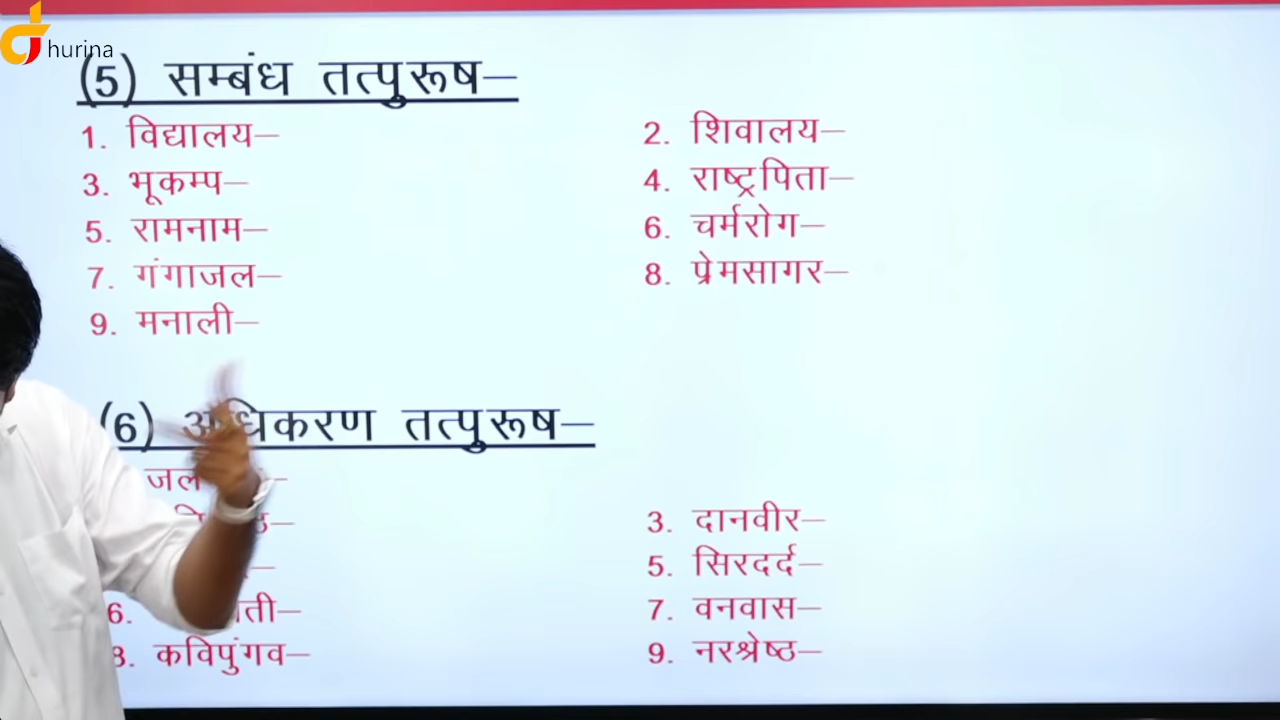 hurina
(5) सम्बंध तत्पुरूष–
1. विद्यालय– 2. शिवालय–
3. भूकम्प– 4. राष्ट्रपिता–
5. रामनाम– 6. चर्मरोग–
7. गंगाजल– 8. प्रेमसागर–
9. मनाली–
(6) अधिकरण तत्पुरूष–
3. दानवीर–
5. सिरदर्द–
6. 7. वनवास–
8. कविपुंगव– 9. नरश्रेष्ठ–